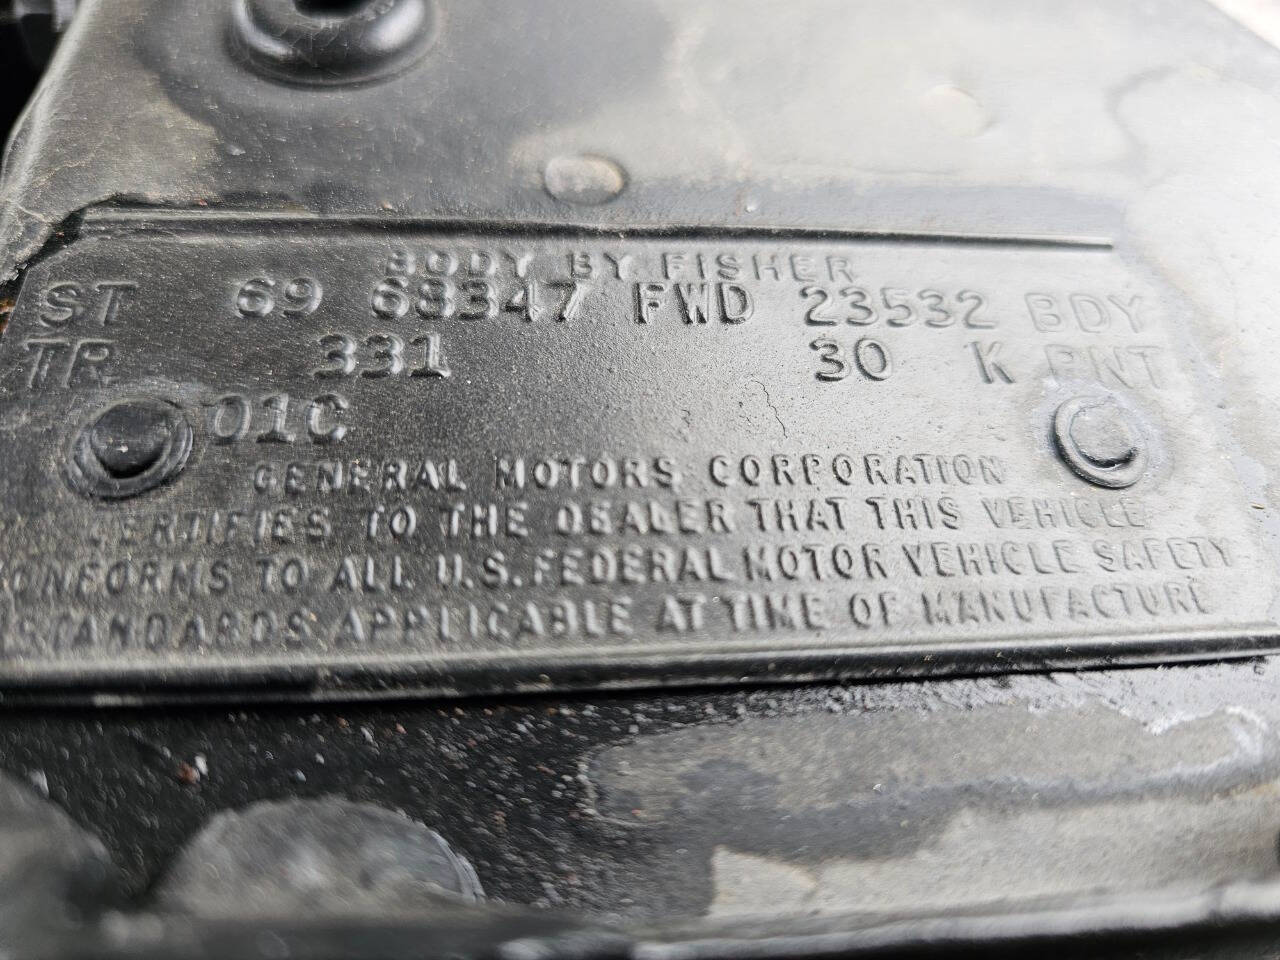 BODY BY FISHER
ST 69 68347 FWD 23532 BDY
TR 331 30 K PNT
01C
GENERAL MOTORS CORPORATION
CERTIFIES TO THE DEALER THAT THIS VEHICLE
CONFORMS TO ALL U.S. FEDERAL MOTOR VEHICLE SAFETY
STANDARDS APPLICABLE AT TIME OF MANUFACTURE